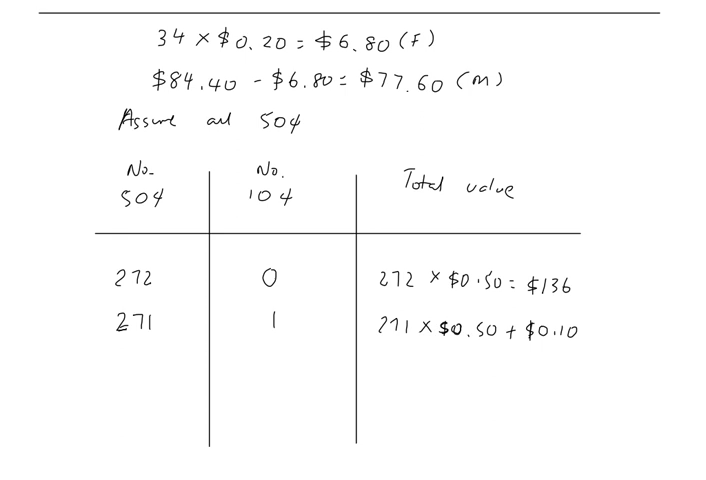 34 × $0.20 = $6.80 (F)
$84.40 - $6.80 = $77.60 (M)
Assume all 50¢
No. 50¢ No. 10¢ Total value
272 0 272 × $0.50 = $136
271 1 271 × $0.50 + $0.10